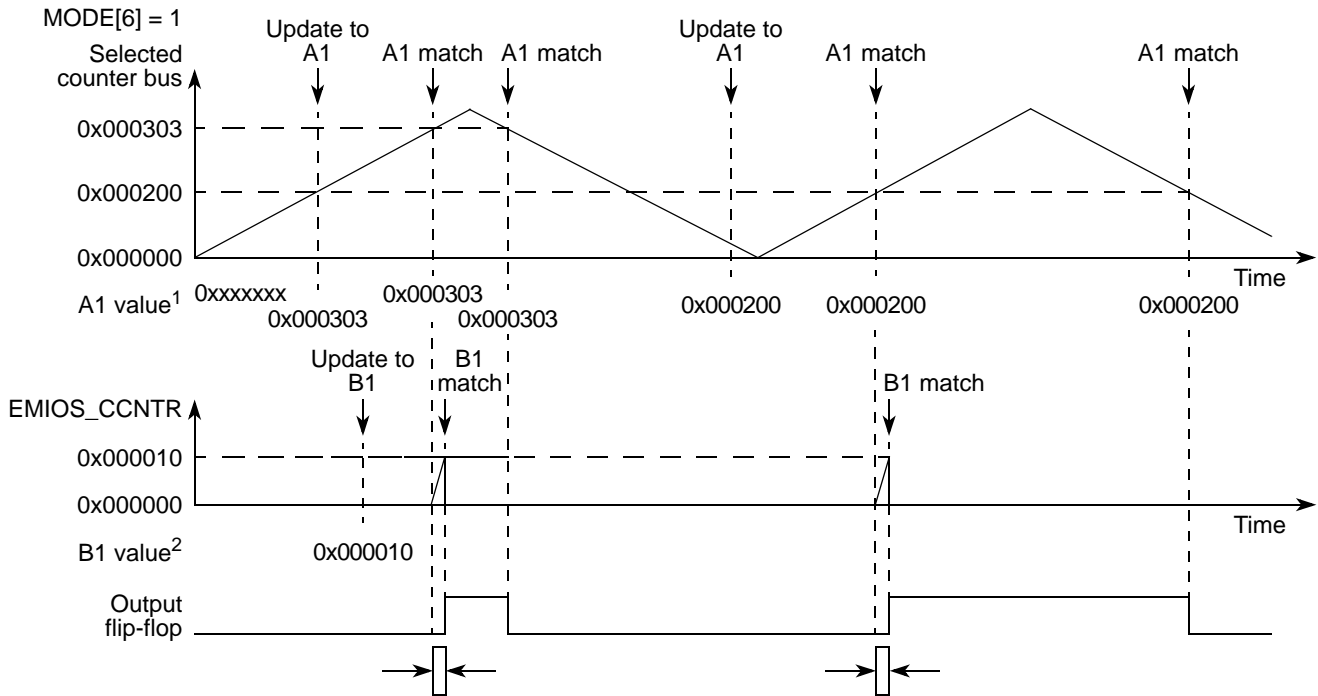 MODE[6] = 1
Update to
A1
A1 match
A1 match
Update to
A1
A1 match
A1 match
Selected
counter bus
0x000303
0x000200
0x000000
Time
A1 value1
0xxxxxxx
0x000303
0x000303
0x000303
0x000200
0x000200
0x000200
Update to
B1
B1
match
B1 match
EMIOS_CCNTR
0x000010
0x000000
Time
B1 value2
0x000010
Output
flip-flop